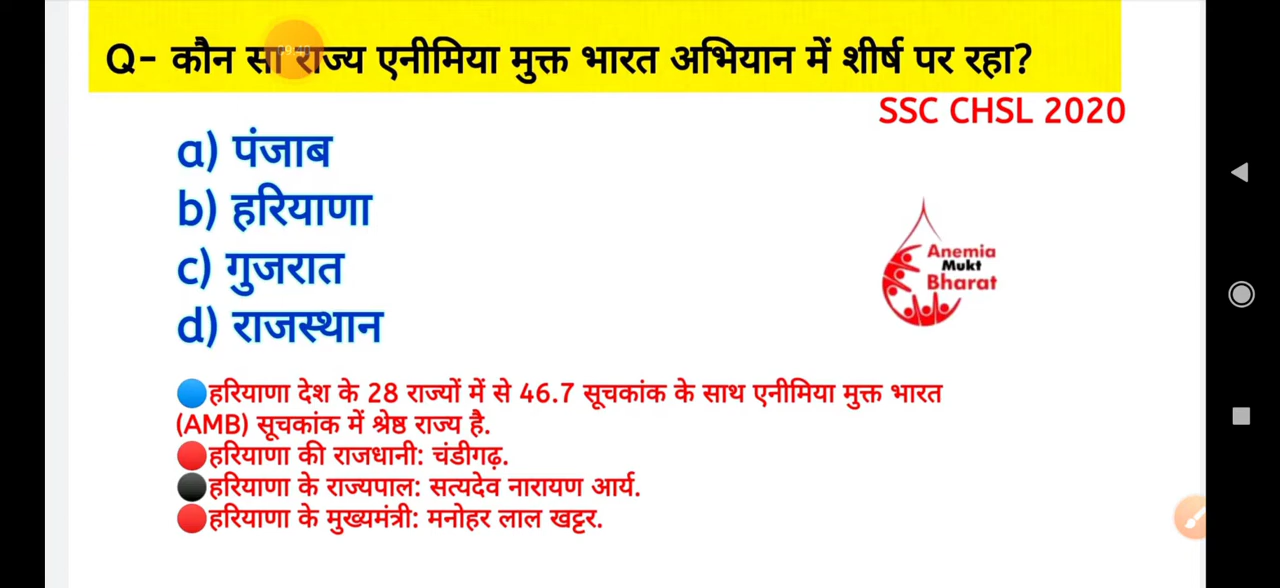 Q- कौन सा राज्य एनीमिया मुक्त भारत अभियान में शीर्ष पर रहा?
SSC CHSL 2020
a) पंजाब
b) हरियाणा
c) गुजरात
d) राजस्थान
Anemia
Mukt
Bharat
हरियाणा देश के 28 राज्यों में से 46.7 सूचकांक के साथ एनीमिया मुक्त भारत
(AMB) सूचकांक में श्रेष्ठ राज्य है.
हरियाणा की राजधानी: चंडीगढ़.
हरियाणा के राज्यपाल: सत्यदेव नारायण आर्य.
हरियाणा के मुख्यमंत्री: मनोहर लाल खट्टर.